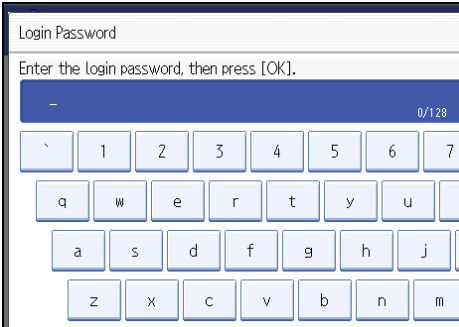 Login Password
Enter the login password, then press [OK].
_
0/128
` 1 2 3 4 5 6 7
q w e r t y u
a s d f g h j
z x c v b n m